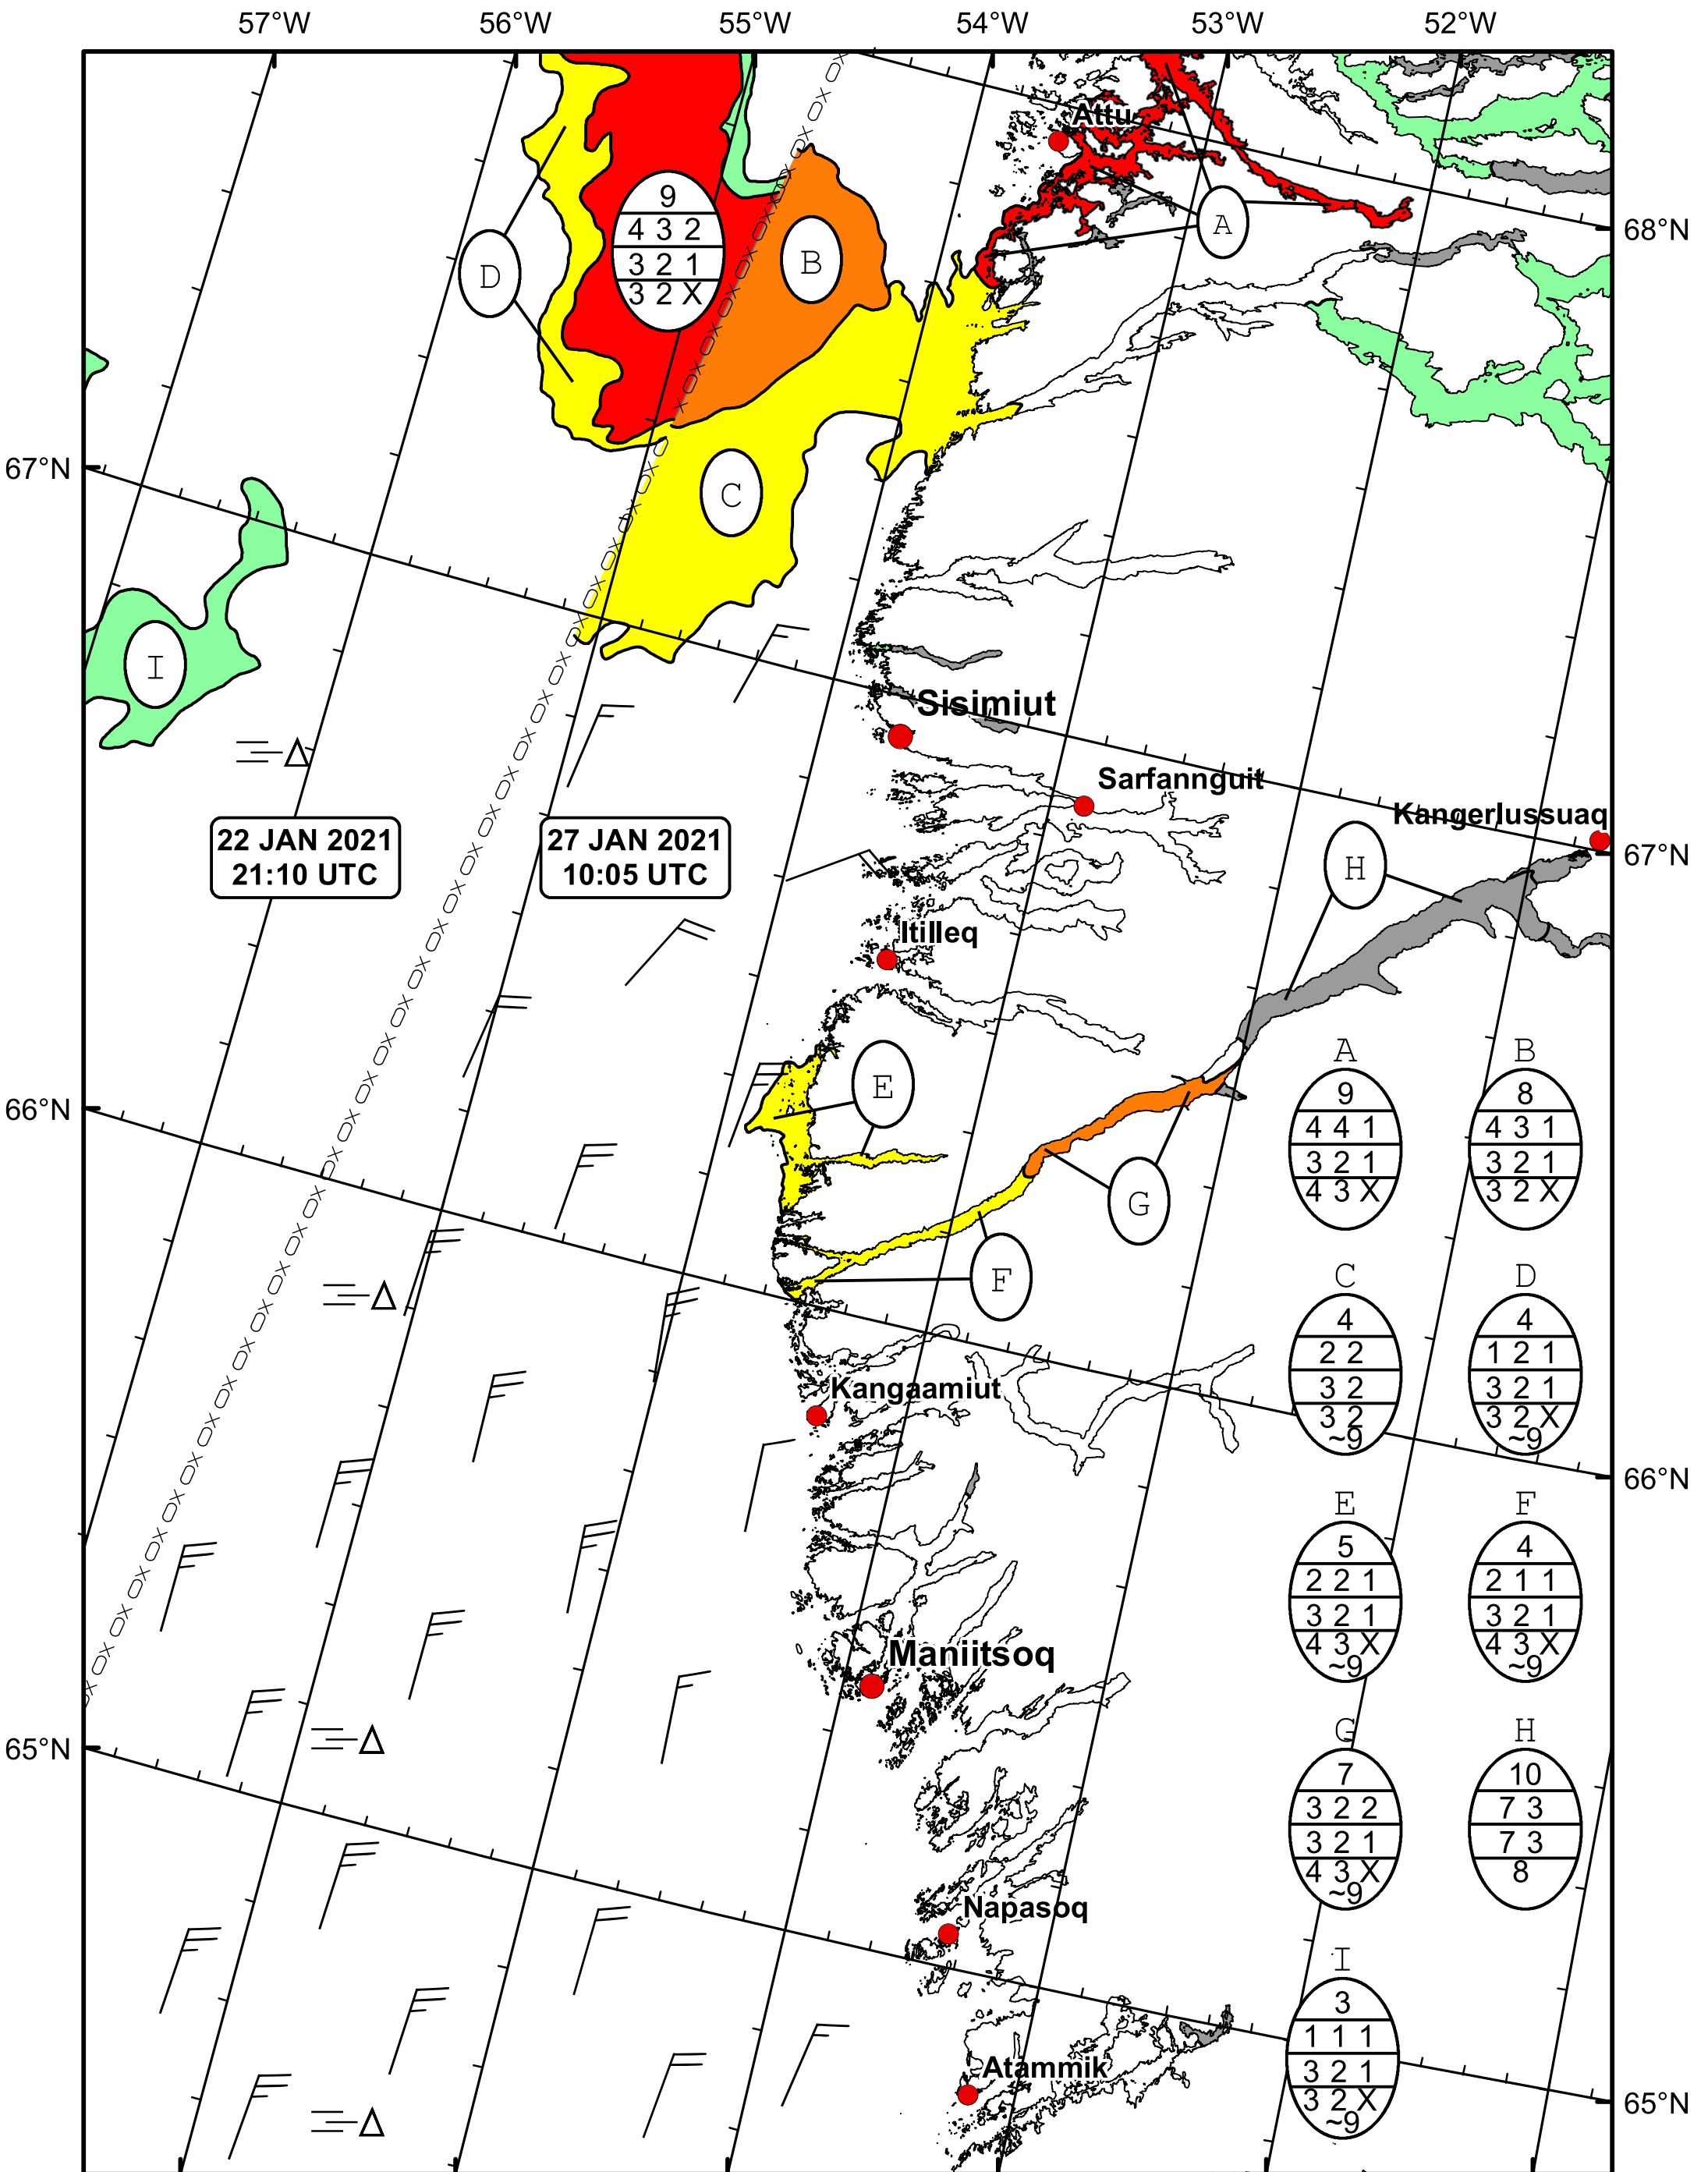 57°W 56°W 55°W 54°W 53°W 52°W
Attu
9
4 3 2
3 2 1
3 2 X
A
B
D
68°N
67°N
C
I
Sisimiut
Sarfannguit
Kangerlussuaq
22 JAN 2021
21:10 UTC
27 JAN 2021
10:05 UTC
67°N
H
Itilleq
E
66°N
G
F
Kangaamiut
A
9
4 4 1
3 2 1
4 3 X
B
8
4 3 1
3 2 1
3 2 X
C
4
2 2
3 2
3 2
~9
D
4
1 2 1
3 2 1
3 2 X
~9
66°N
E
5
2 2 1
3 2 1
4 3 X
~9
F
4
2 1 1
3 2 1
4 3 X
~9
Maniitsoq
65°N
G
7
3 2 2
3 2 1
4 3 X
~9
H
10
7 3
7 3
8
Napasoq
I
3
1 1 1
3 2 1
3 2 X
~9
Atammik
65°N